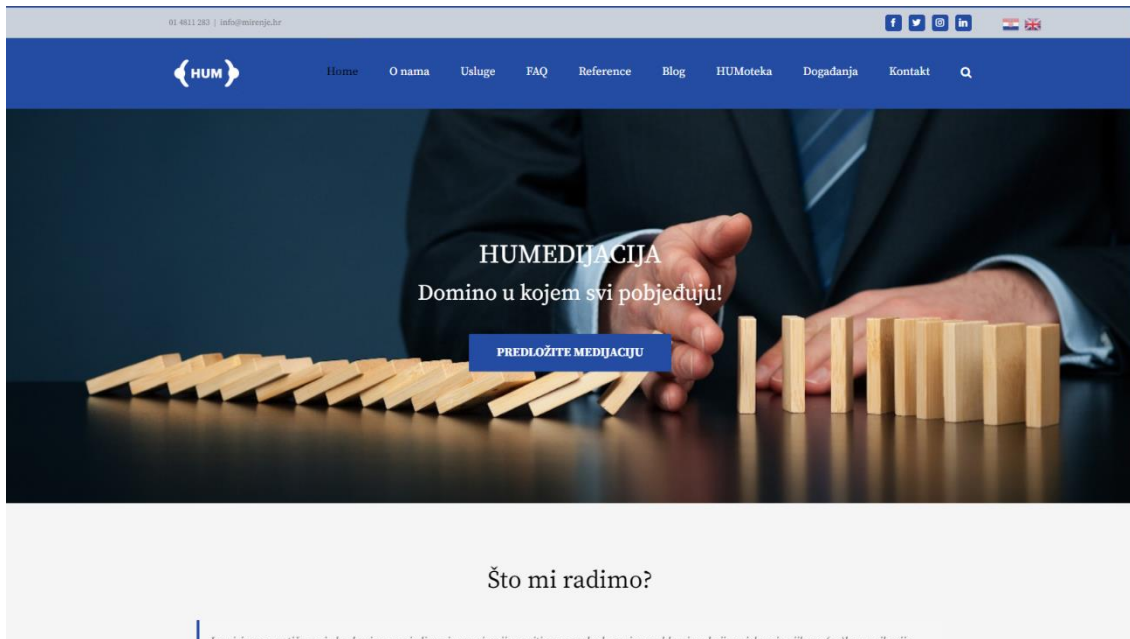 01 4811 283 | info@mirenje.hr
HUM
Home O nama Usluge FAQ Reference Blog HUMoteka Događanja Kontakt
HUMEDIJACIJA
Domino u kojem svi pobjeđuju!
PREDLOŽITE MEDIJACIJU
Što mi radimo?